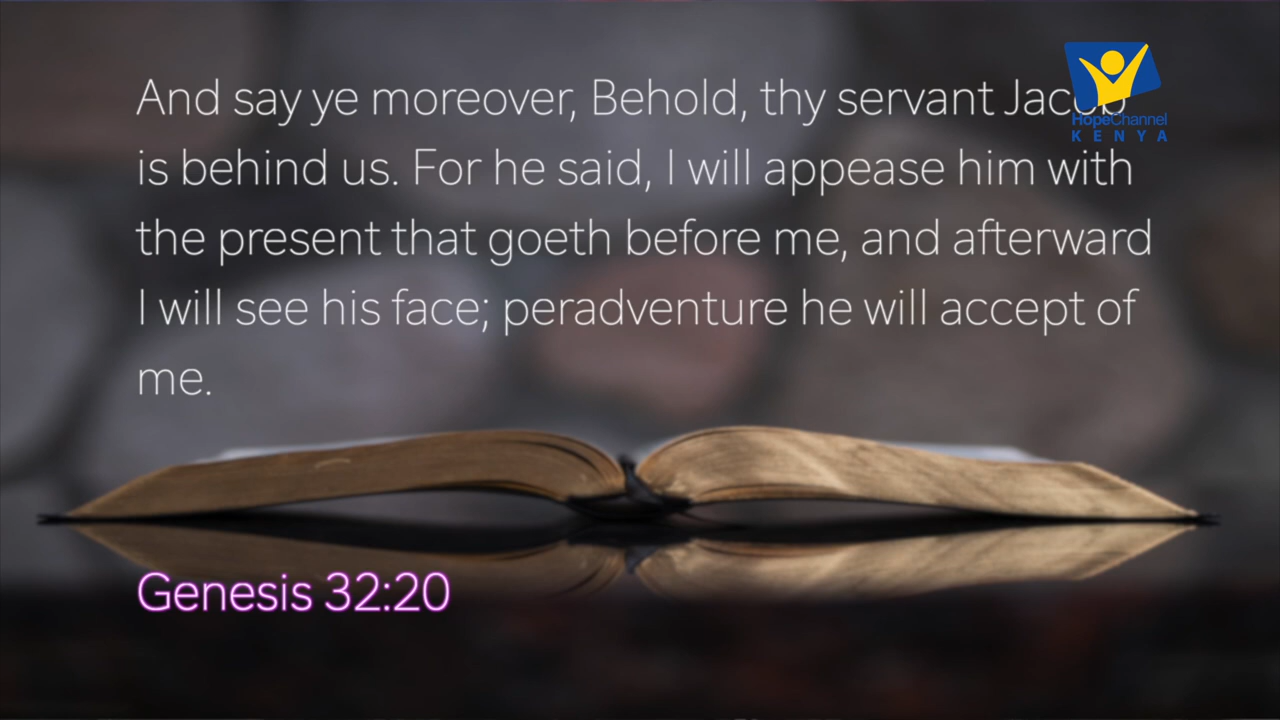 And say ye moreover, Behold, thy servant Jacob
is behind us. For he said, I will appease him with
the present that goeth before me, and afterward
I will see his face; peradventure he will accept of
me.
HopeChannel
KENYA
Genesis 32:20